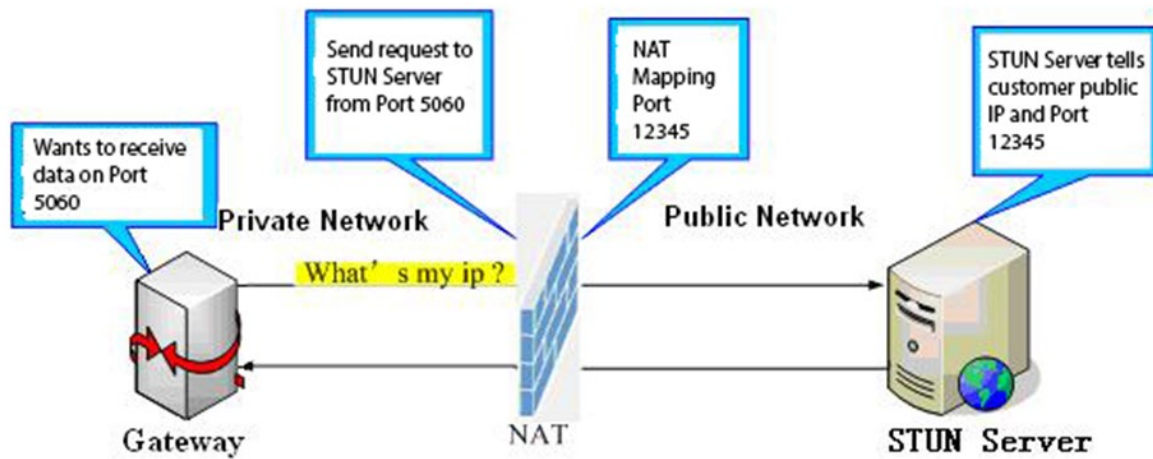 Send request to
STUN Server
from Port 5060
NAT
Mapping
Port
12345
STUN Server tells
customer public
IP and Port
12345
Wants to receive
data on Port
5060
Private Network
Public Network
What’s my ip ?
Gateway
NAT
STUN Server